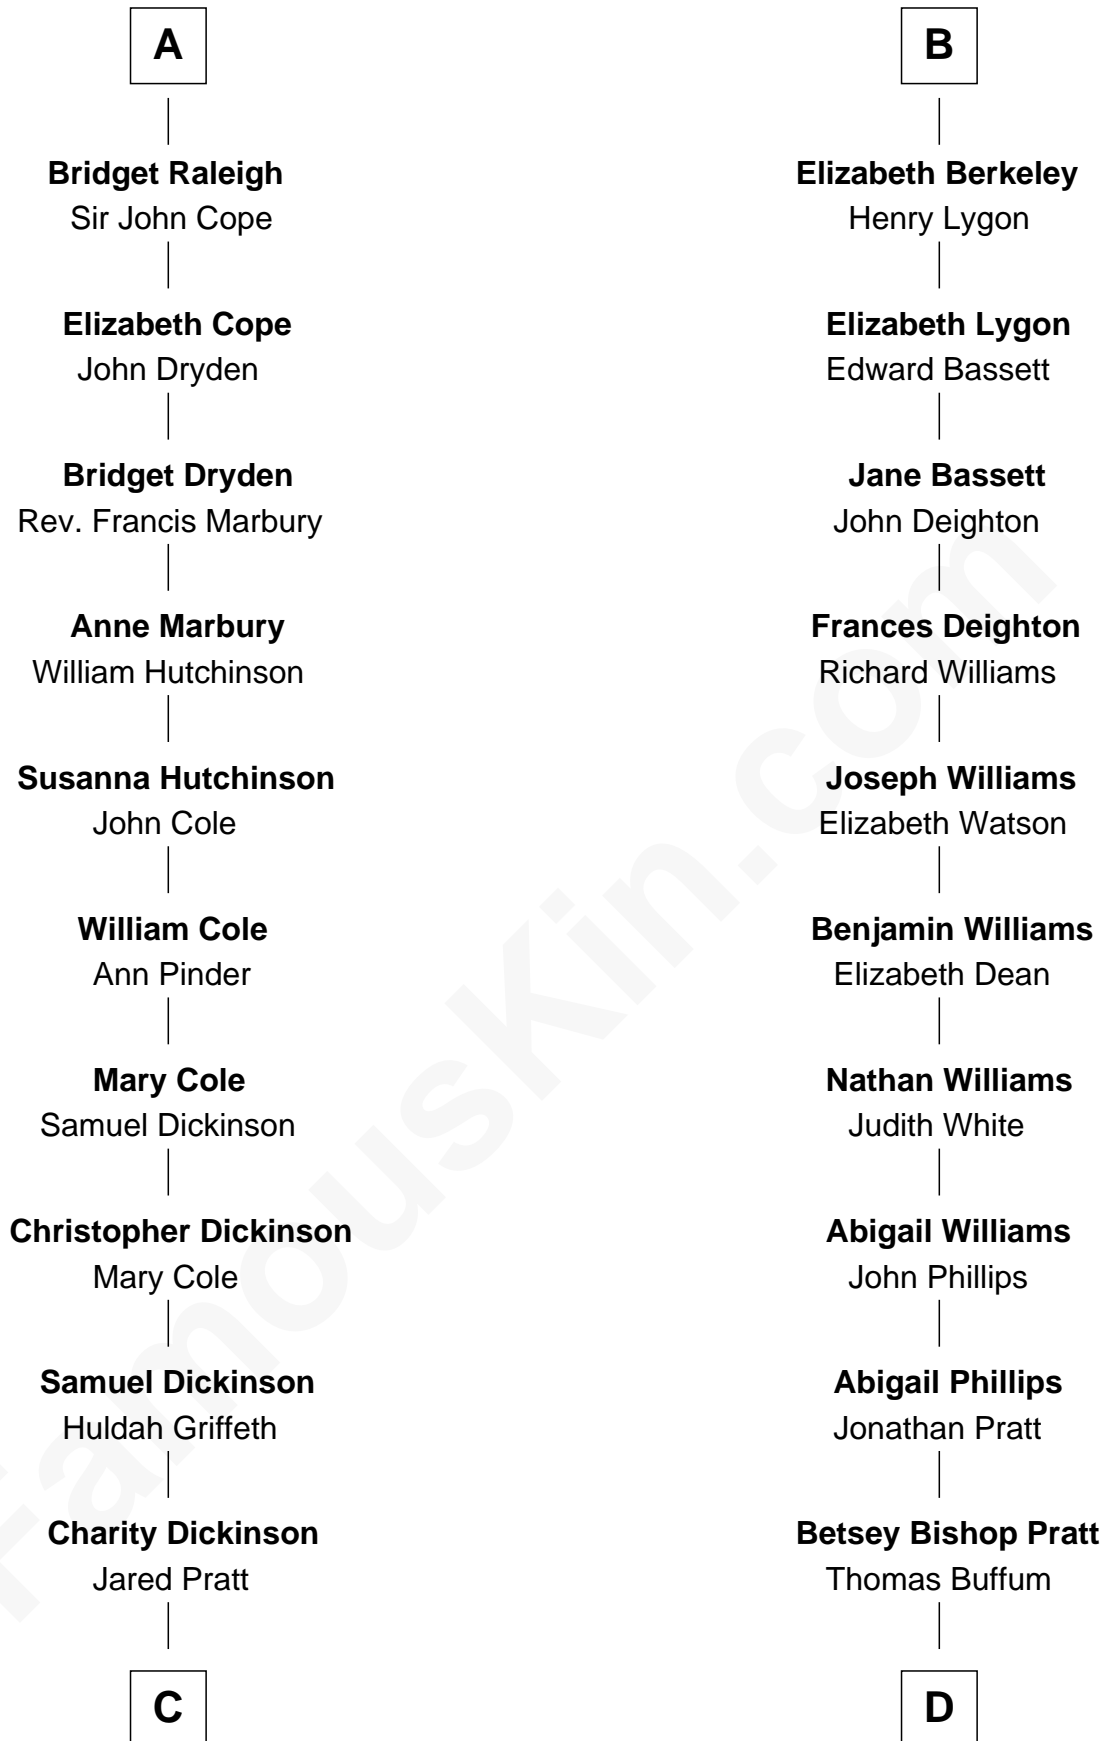 A
Bridget Raleigh
Sir John Cope
Elizabeth Cope
John Dryden
Bridget Dryden
Rev. Francis Marbury
Anne Marbury
William Hutchinson
Susanna Hutchinson
John Cole
William Cole
Ann Pinder
Mary Cole
Samuel Dickinson
Christopher Dickinson
Mary Cole
Samuel Dickinson
Huldah Griffeth
Charity Dickinson
Jared Pratt
C
B
Elizabeth Berkeley
Henry Lygon
Elizabeth Lygon
Edward Bassett
Jane Bassett
John Deighton
Frances Deighton
Richard Williams
Joseph Williams
Elizabeth Watson
Benjamin Williams
Elizabeth Dean
Nathan Williams
Judith White
Abigail Williams
John Phillips
Abigail Phillips
Jonathan Pratt
Betsey Bishop Pratt
Thomas Buffum
D
FamousKin.com